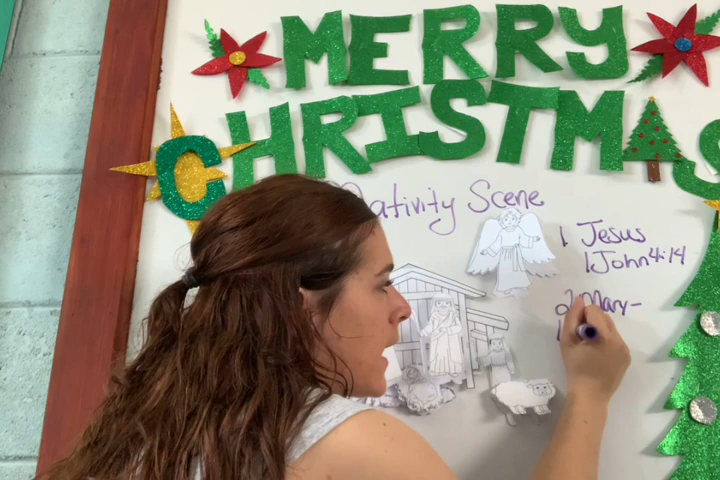 MERRY
CHRISTMAS
Nativity Scene
1 Jesus
1John 4:14
2 Mary-